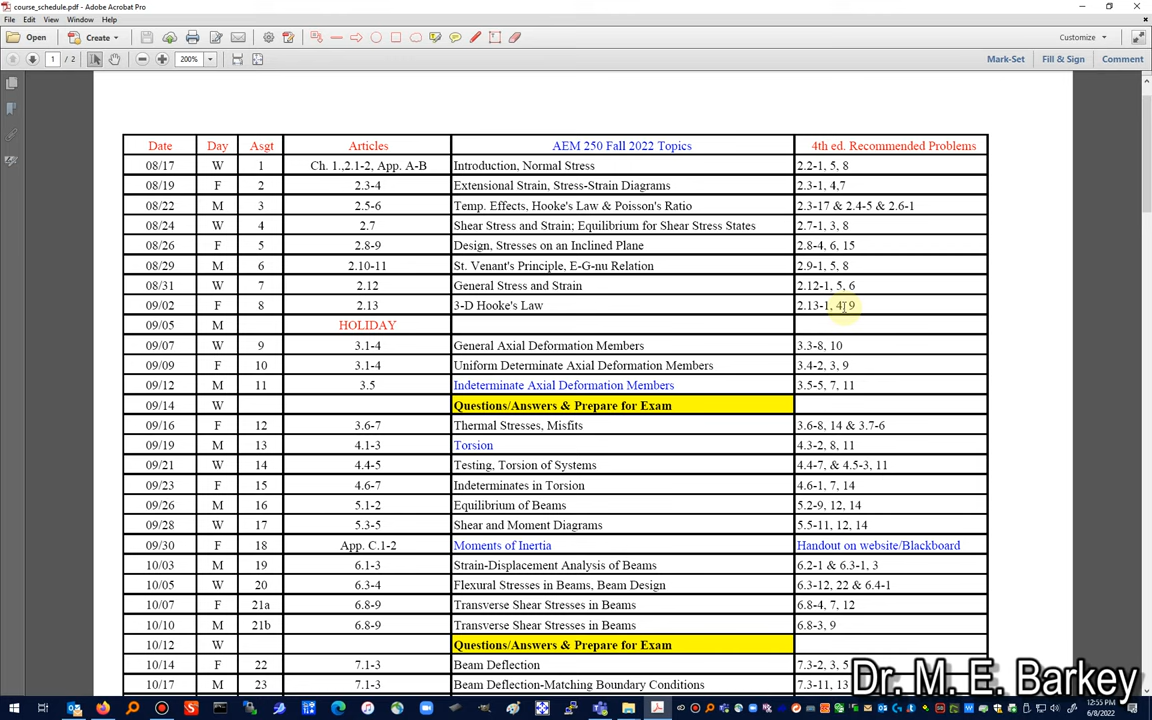 course_schedule.pdf - Adobe Acrobat Pro
File Edit View Window Help
Open Create Customize
1 / 2 200% Mark-Set Fill & Sign Comment
Date Day Asgt Articles AEM 250 Fall 2022 Topics 4th ed. Recommended Problems
08/17 W 1 Ch. 1.,2.1-2, App. A-B Introduction, Normal Stress 2.2-1, 5, 8
08/19 F 2 2.3-4 Extensional Strain, Stress-Strain Diagrams 2.3-1, 4,7
08/22 M 3 2.5-6 Temp. Effects, Hooke's Law & Poisson's Ratio 2.3-17 & 2.4-5 & 2.6-1
08/24 W 4 2.7 Shear Stress and Strain; Equilibrium for Shear Stress States 2.7-1, 3, 8
08/26 F 5 2.8-9 Design, Stresses on an Inclined Plane 2.8-4, 6, 15
08/29 M 6 2.10-11 St. Venant's Principle, E-G-nu Relation 2.9-1, 5, 8
08/31 W 7 2.12 General Stress and Strain 2.12-1, 5, 6
09/02 F 8 2.13 3-D Hooke's Law 2.13-1, 4, 9
09/05 M HOLIDAY
09/07 W 9 3.1-4 General Axial Deformation Members 3.3-8, 10
09/09 F 10 3.1-4 Uniform Determinate Axial Deformation Members 3.4-2, 3, 9
09/12 M 11 3.5 Indeterminate Axial Deformation Members 3.5-5, 7, 11
09/14 W Questions/Answers & Prepare for Exam
09/16 F 12 3.6-7 Thermal Stresses, Misfits 3.6-8, 14 & 3.7-6
09/19 M 13 4.1-3 Torsion 4.3-2, 8, 11
09/21 W 14 4.4-5 Testing, Torsion of Systems 4.4-7, & 4.5-3, 11
09/23 F 15 4.6-7 Indeterminates in Torsion 4.6-1, 7, 14
09/26 M 16 5.1-2 Equilibrium of Beams 5.2-9, 12, 14
09/28 W 17 5.3-5 Shear and Moment Diagrams 5.5-11, 12, 14
09/30 F 18 App. C.1-2 Moments of Inertia Handout on website/Blackboard
10/03 M 19 6.1-3 Strain-Displacement Analysis of Beams 6.2-1 & 6.3-1, 3
10/05 W 20 6.3-4 Flexural Stresses in Beams, Beam Design 6.3-12, 22 & 6.4-1
10/07 F 21a 6.8-9 Transverse Shear Stresses in Beams 6.8-4, 7, 12
10/10 M 21b 6.8-9 Transverse Shear Stresses in Beams 6.8-3, 9
10/12 W Questions/Answers & Prepare for Exam
10/14 F 22 7.1-3 Beam Deflection 7.3-2, 3, 5
10/17 M 23 7.1-3 Beam Deflection-Matching Boundary Conditions 7.3-11, 13
Dr. M. E. Barkey
12:55 PM
6/8/2022